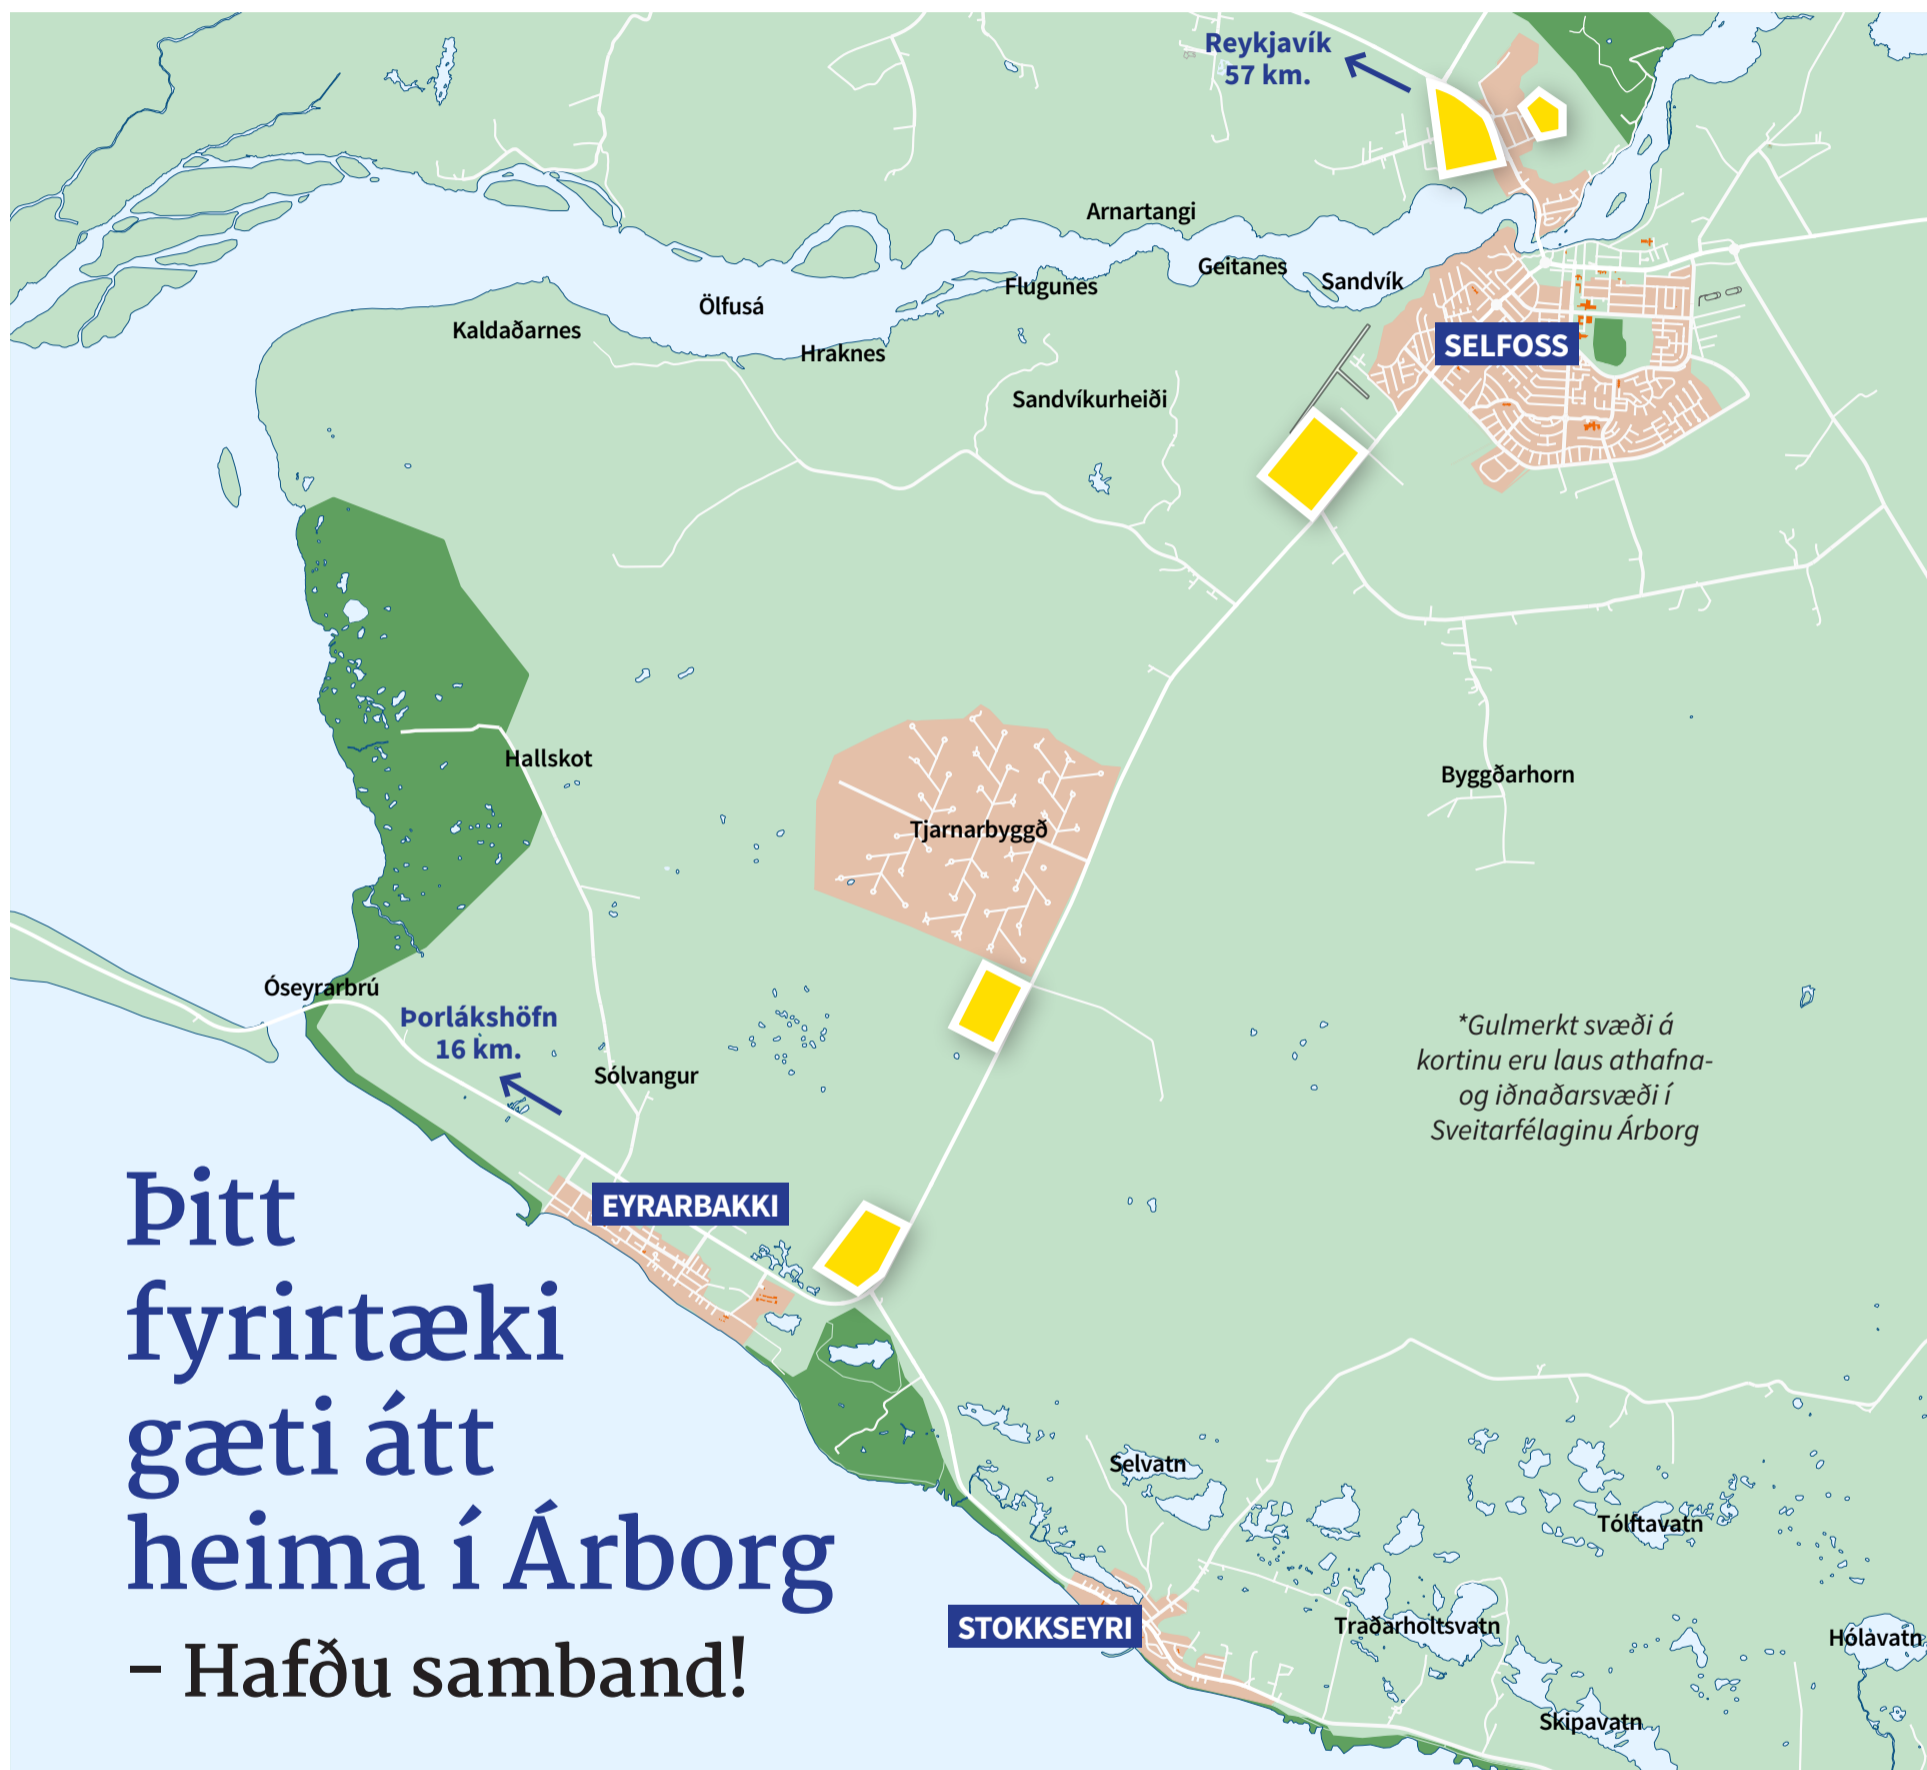 Reykjavík
57 km.
Arnartangi
Geitanes
Sandvík
Flugunes
Ölfusá
Kaldaðarnes
Hraknes
SELFOSS
Sandvíkurheiði
Hallskot
Byggðarhorn
Tjarnarbyggð
Óseyrarbrú
Þorlákshöfn
16 km.
Sólvangur
*Gulmerkt svæði á
kortinu eru laus athafna-
og iðnaðarsvæði í
Sveitarfélaginu Árborg
EYRARBAKKI
Þitt
fyrirtæki
gæti átt
heima í Árborg
– Hafðu samband!
Selvatn
Tólftavatn
STOKKSEYRI
Traðarholtsvatn
Hólavatn
Skipavatn